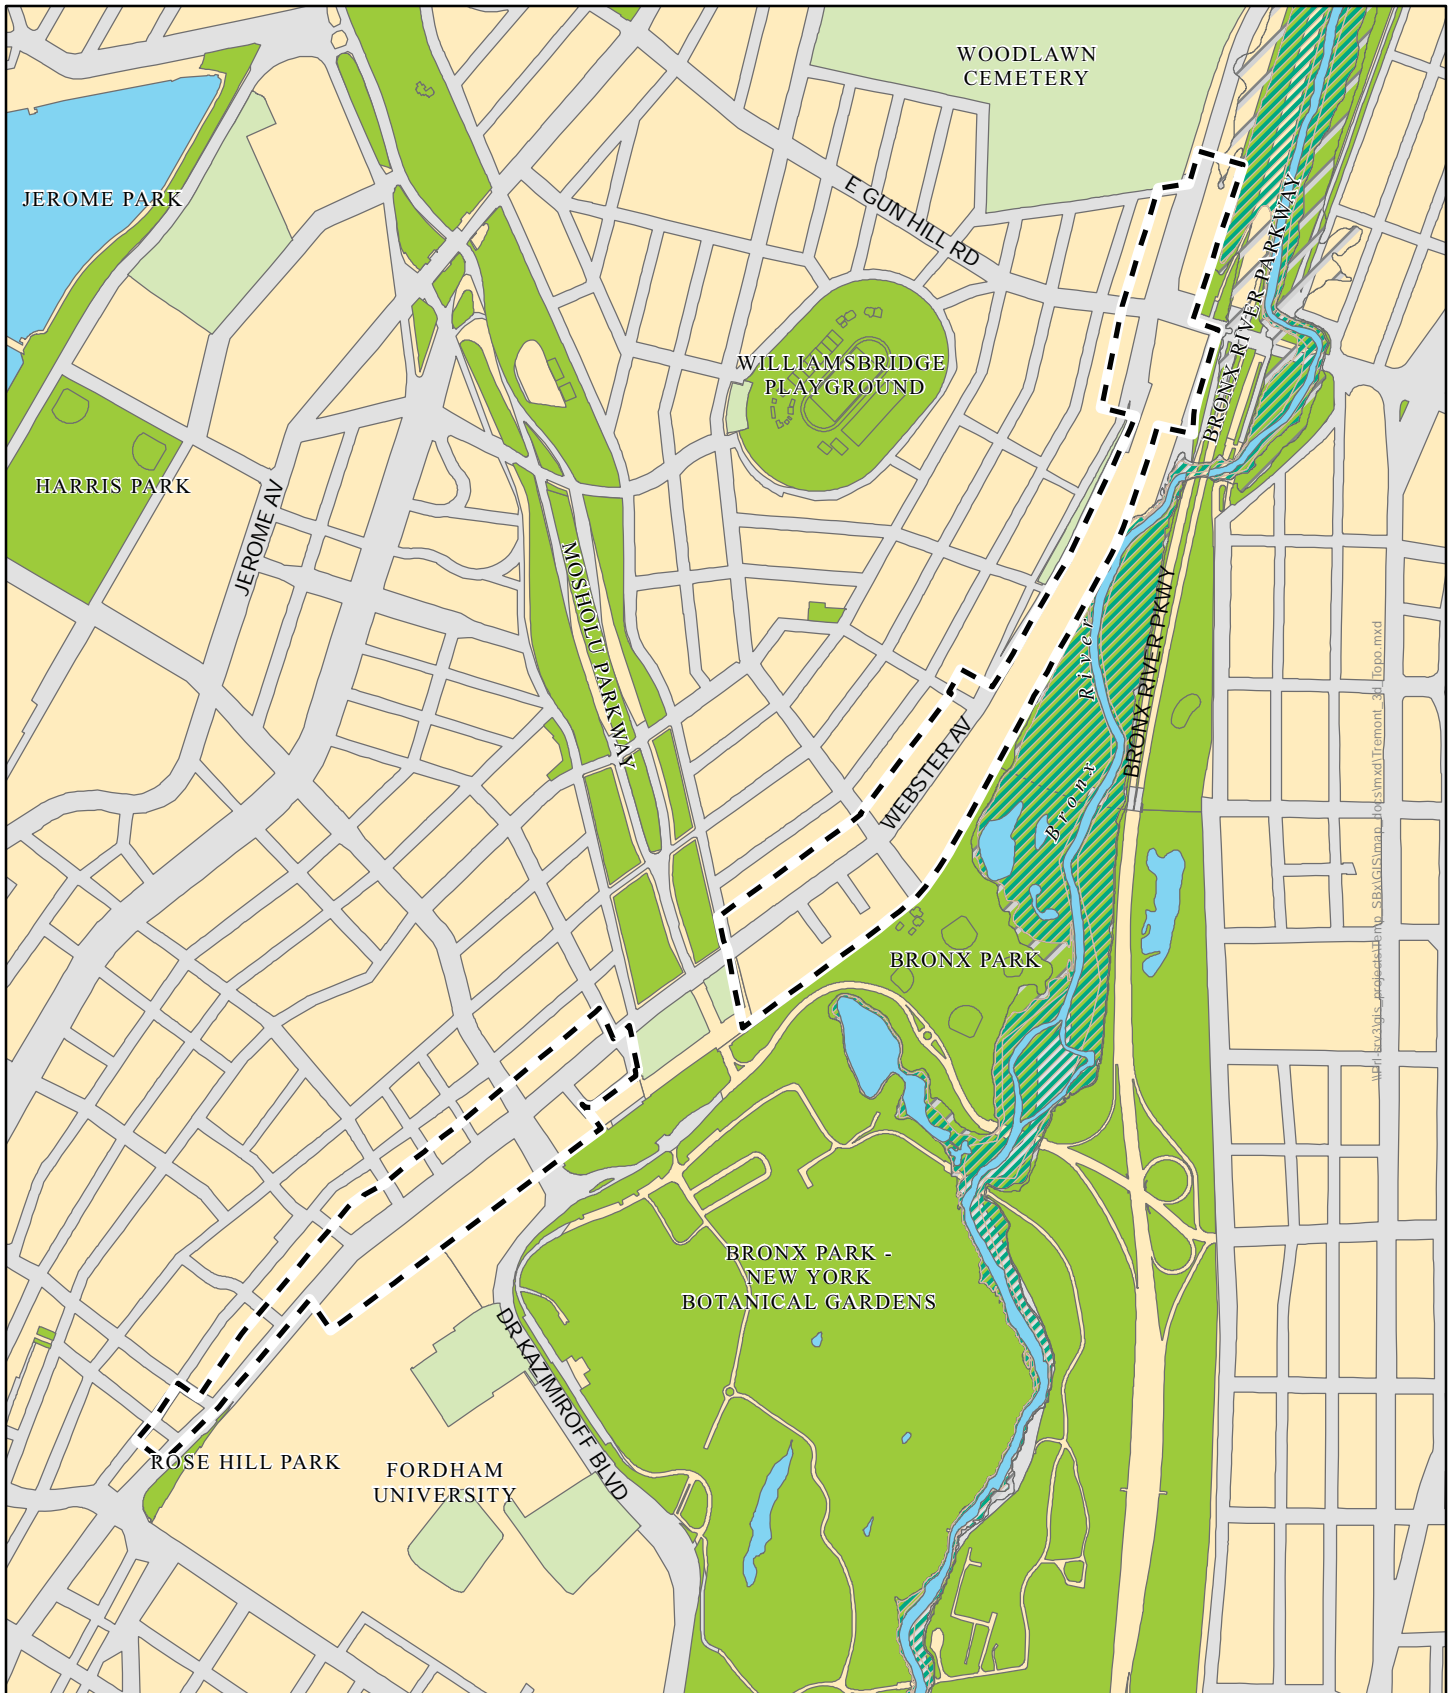 WOODLAWN
CEMETERY
JEROME PARK
E GUN HILL RD
BRONX RIVER PARKWAY
WILLIAMSBRIDGE
PLAYGROUND
HARRIS PARK
JEROME AV
MOSHOLU PARKWAY
River
BRONX RIVER PKWY
WEBSTER AV
Bronx
BRONX PARK
BRONX PARK -
NEW YORK
BOTANICAL GARDENS
DR KAZIMIROFF BLVD
ROSE HILL PARK
FORDHAM
UNIVERSITY